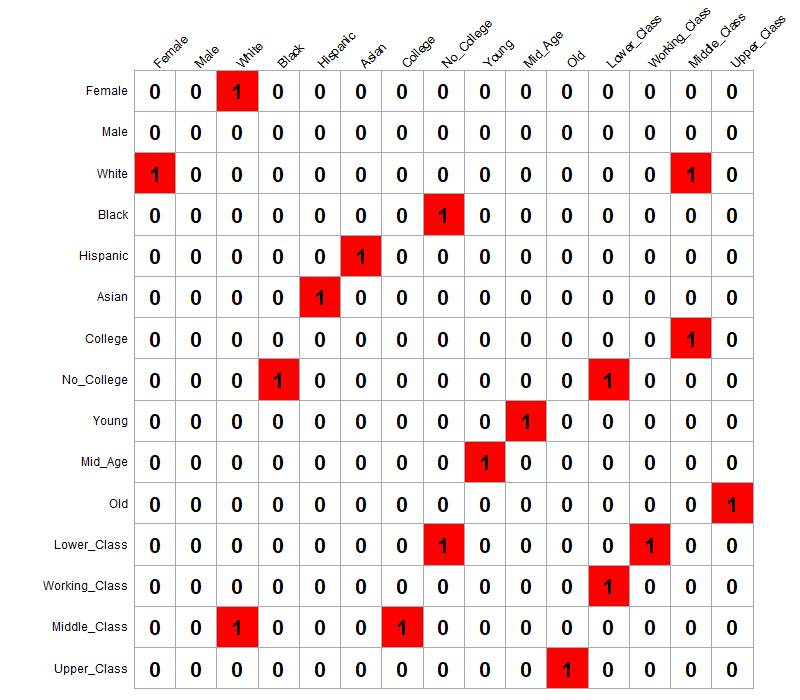 Female Male White Black Hispanic Asian College No_College Young Mid_Age Old Lower_Class Working_Class Middle_Class Upper_Class
Female 0 0 1 0 0 0 0 0 0 0 0 0 0 0 0
Male 0 0 0 0 0 0 0 0 0 0 0 0 0 0 0
White 1 0 0 0 0 0 0 0 0 0 0 0 0 1 0
Black 0 0 0 0 0 0 0 1 0 0 0 0 0 0 0
Hispanic 0 0 0 0 0 1 0 0 0 0 0 0 0 0 0
Asian 0 0 0 0 1 0 0 0 0 0 0 0 0 0 0
College 0 0 0 0 0 0 0 0 0 0 0 0 0 1 0
No_College 0 0 0 1 0 0 0 0 0 0 0 1 0 0 0
Young 0 0 0 0 0 0 0 0 0 1 0 0 0 0 0
Mid_Age 0 0 0 0 0 0 0 0 1 0 0 0 0 0 0
Old 0 0 0 0 0 0 0 0 0 0 0 0 0 0 1
Lower_Class 0 0 0 0 0 0 0 1 0 0 0 0 1 0 0
Working_Class 0 0 0 0 0 0 0 0 0 0 0 1 0 0 0
Middle_Class 0 0 1 0 0 0 1 0 0 0 0 0 0 0 0
Upper_Class 0 0 0 0 0 0 0 0 0 0 1 0 0 0 0